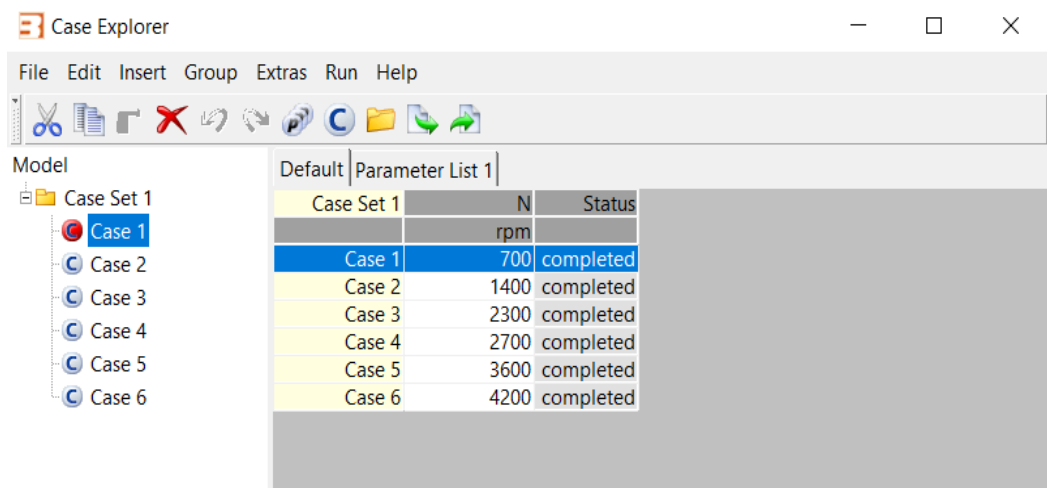 Case Explorer
File Edit Insert Group Extras Run Help
Model
Case Set 1
Case 1
Case 2
Case 3
Case 4
Case 5
Case 6
Default Parameter List 1
Case Set 1 N Status
rpm
Case 1 700 completed
Case 2 1400 completed
Case 3 2300 completed
Case 4 2700 completed
Case 5 3600 completed
Case 6 4200 completed